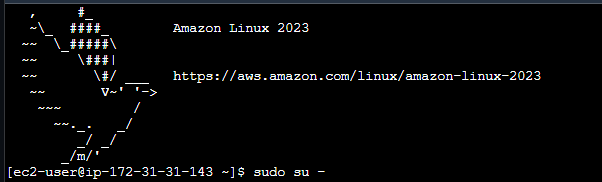 ,     #_
   ~\_  ####_        Amazon Linux 2023
  ~~  \_#####\
  ~~     \###|
  ~~       \#/ ___   https://aws.amazon.com/linux/amazon-linux-2023
   ~~       V~' '->
    ~~~         /
      ~~._.   _/
         _/ _/
       _/m/'
[ec2-user@ip-172-31-31-143 ~]$ sudo su -